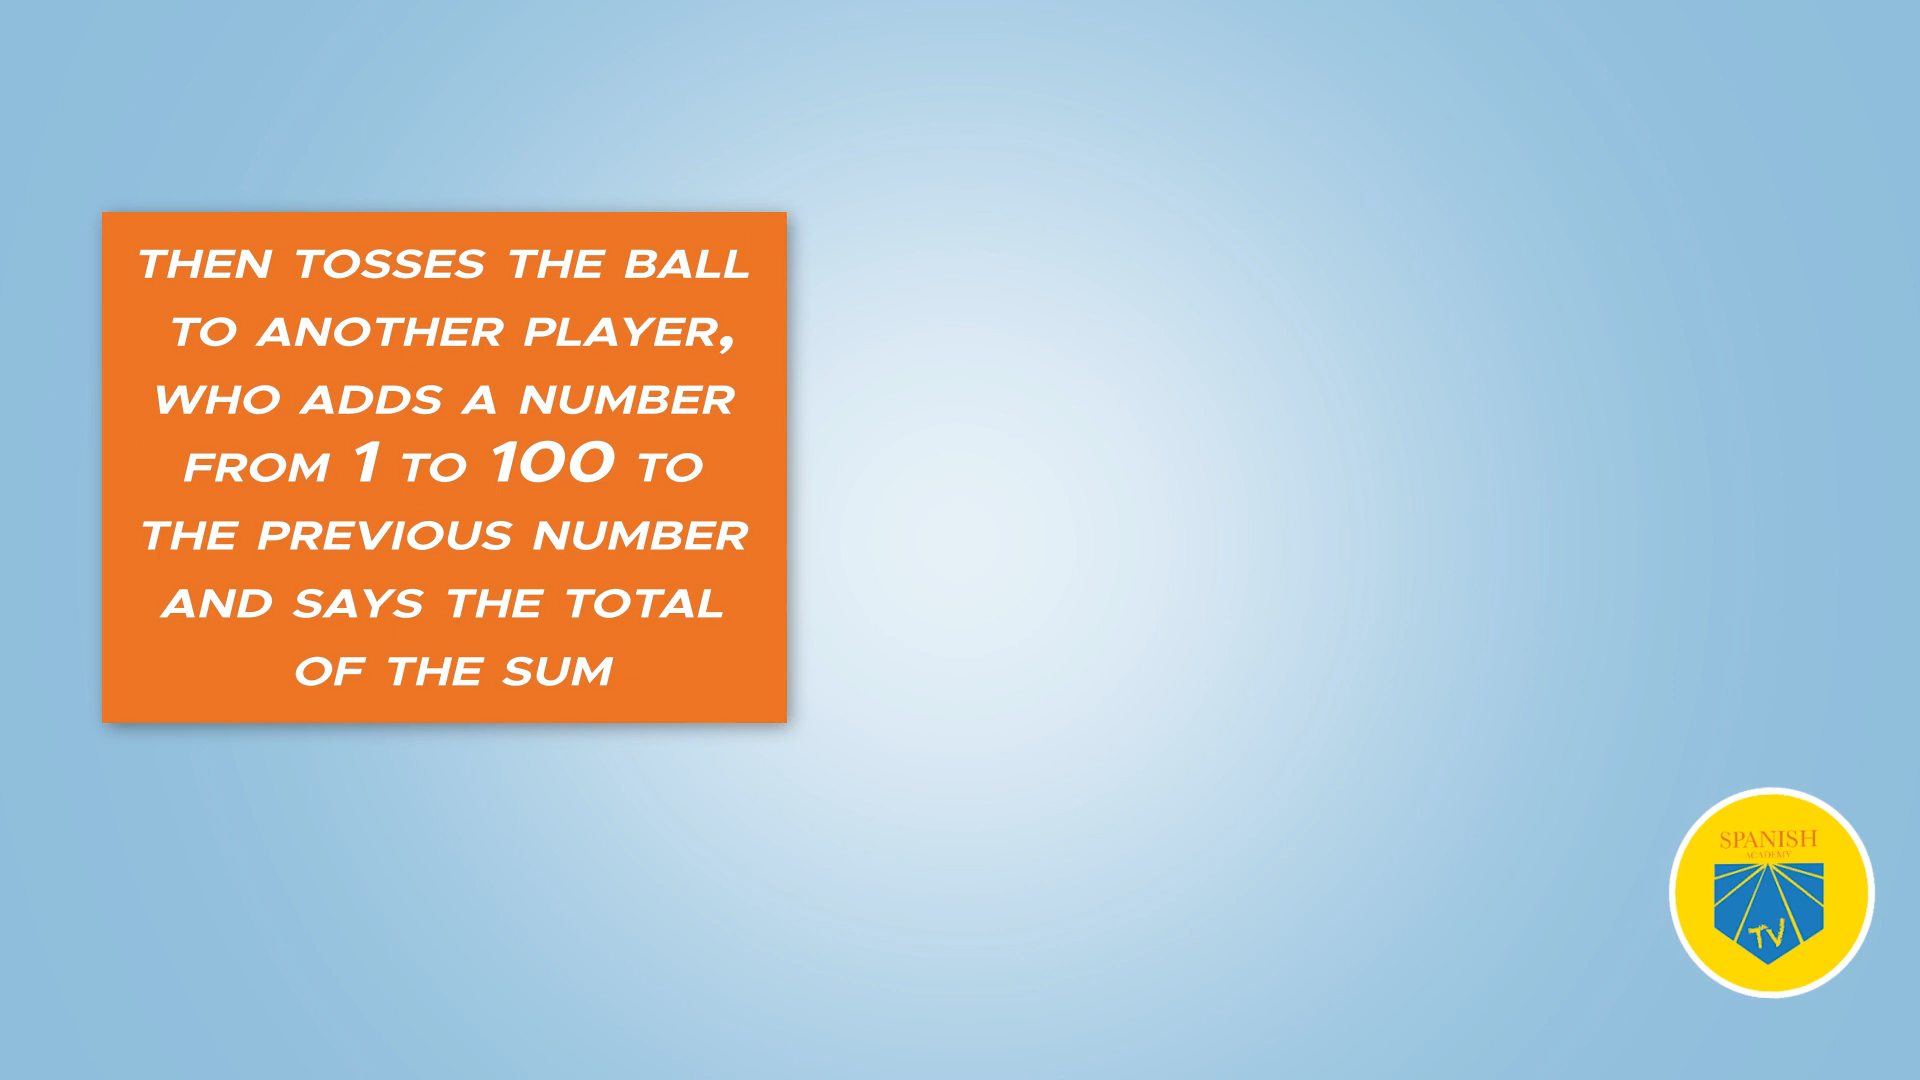 THEN TOSSES THE BALL
TO ANOTHER PLAYER,
WHO ADDS A NUMBER
FROM 1 TO 100 TO
THE PREVIOUS NUMBER
AND SAYS THE TOTAL
OF THE SUM
SPANISH
ACADEMY
TV